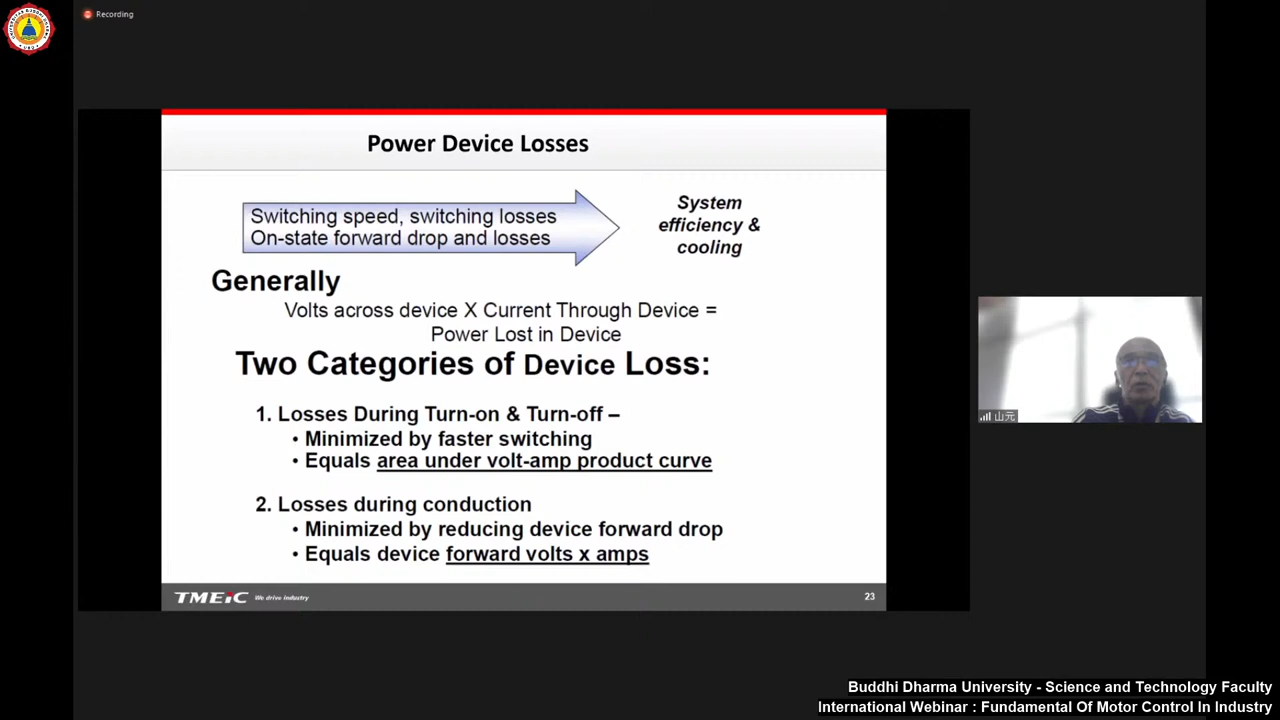 Recording
Power Device Losses
Switching speed, switching losses
On-state forward drop and losses
System
efficiency &
cooling
Generally
Volts across device X Current Through Device =
Power Lost in Device
Two Categories of Device Loss:
1. Losses During Turn-on & Turn-off –
• Minimized by faster switching
• Equals area under volt-amp product curve
2. Losses during conduction
• Minimized by reducing device forward drop
• Equals device forward volts x amps
TMEiC We drive industry
23
山元
Buddhi Dharma University - Science and Technology Faculty
International Webinar : Fundamental Of Motor Control In Industry